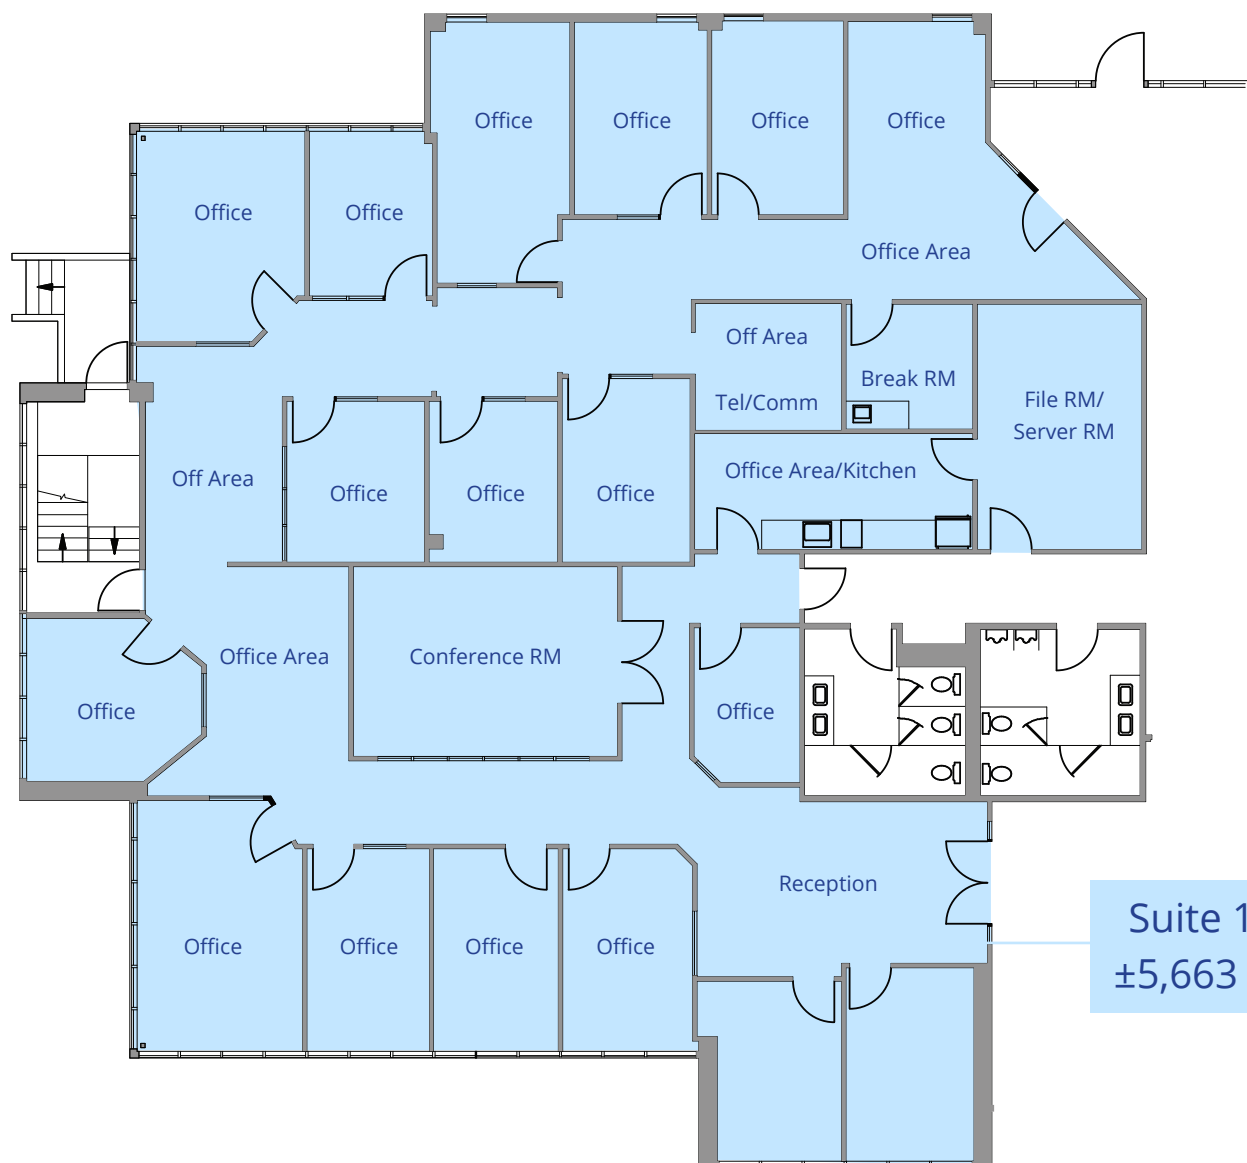 Office
Office
Office
Office
Office
Office
Office Area
Off Area
Tel/Comm
Break RM
File RM/
Server RM
Off Area
Office
Office
Office
Office Area/Kitchen
Office Area
Conference RM
Office
Office
Reception
Office
Office
Office
Office
Suite 1
±5,663